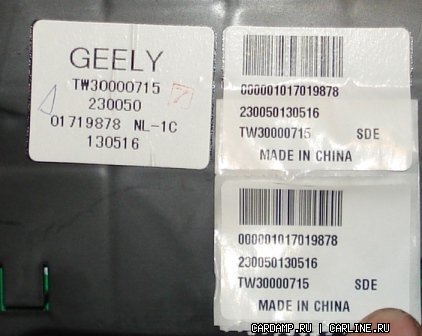 GEELY
TW30000715
230050
01719878 NL-1C
130516
000001017019878
230050130516
TW30000715 SDE
MADE IN CHINA
000001017019878
230050130516
TW30000715 SDE
MADE IN CHINA
CARDAMP.RU | CARLINE.RU